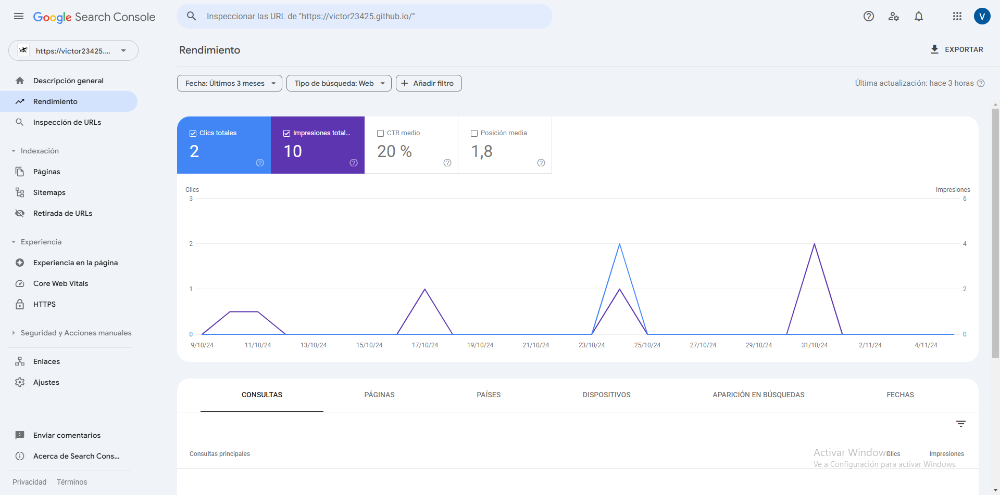 Google Search Console
Inspeccionar las URL de "https://victor23425.github.io/"
V
https://victor23425....
Rendimiento
EXPORTAR
Descripción general
Rendimiento
Inspección de URLs
Indexación
Páginas
Sitemaps
Retirada de URLs
Experiencia
Experiencia en la página
Core Web Vitals
HTTPS
Seguridad y Acciones manuales
Enlaces
Ajustes
Enviar comentarios
Acerca de Search Cons...
Privacidad Términos
Fecha: Últimos 3 meses
Tipo de búsqueda: Web
Añadir filtro
Última actualización: hace 3 horas
Clics totales
2
Impresiones total...
10
CTR medio
20 %
Posición media
1,8
Clics
Impresiones
3
6
2
4
1
2
0
0
9/10/24 11/10/24 13/10/24 15/10/24 17/10/24 19/10/24 21/10/24 23/10/24 25/10/24 27/10/24 29/10/24 31/10/24 2/11/24 4/11/24
CONSULTAS PÁGINAS PAÍSES DISPOSITIVOS APARICIÓN EN BÚSQUEDAS FECHAS
Consultas principales
Clics
Impresiones
Activar Windows
Ve a Configuración para activar Windows.